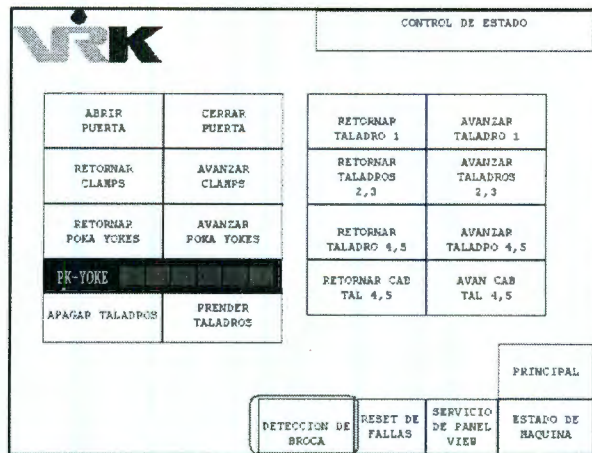 VRK
CONTROL DE ESTADO
ABRIR
PUERTA
CERRAR
PUERTA
RETORNAR
CLAMPS
AVANZAR
CLAMPS
RETORNAR
POKA YOKES
AVANZAR
POKA YOKES
PK-YOKE
APAGAR TALADROS
PRENDER
TALADROS
RETORNAR
TALADRO 1
AVANZAR
TALADRO 1
RETORNAR
TALADROS
2,3
AVANZAR
TALADROS
2,3
RETORNAR
TALADRO 4,5
AVANZAR
TALADRO 4,5
RETORNAR CAB
TAL 4,5
AVAN CAB
TAL 4,5
PRINCIPAL
DETECCION DE
BROCA
RESET DE
FALLAS
SERVICIO
DE PANEL
VIEW
ESTADO DE
MAQUINA